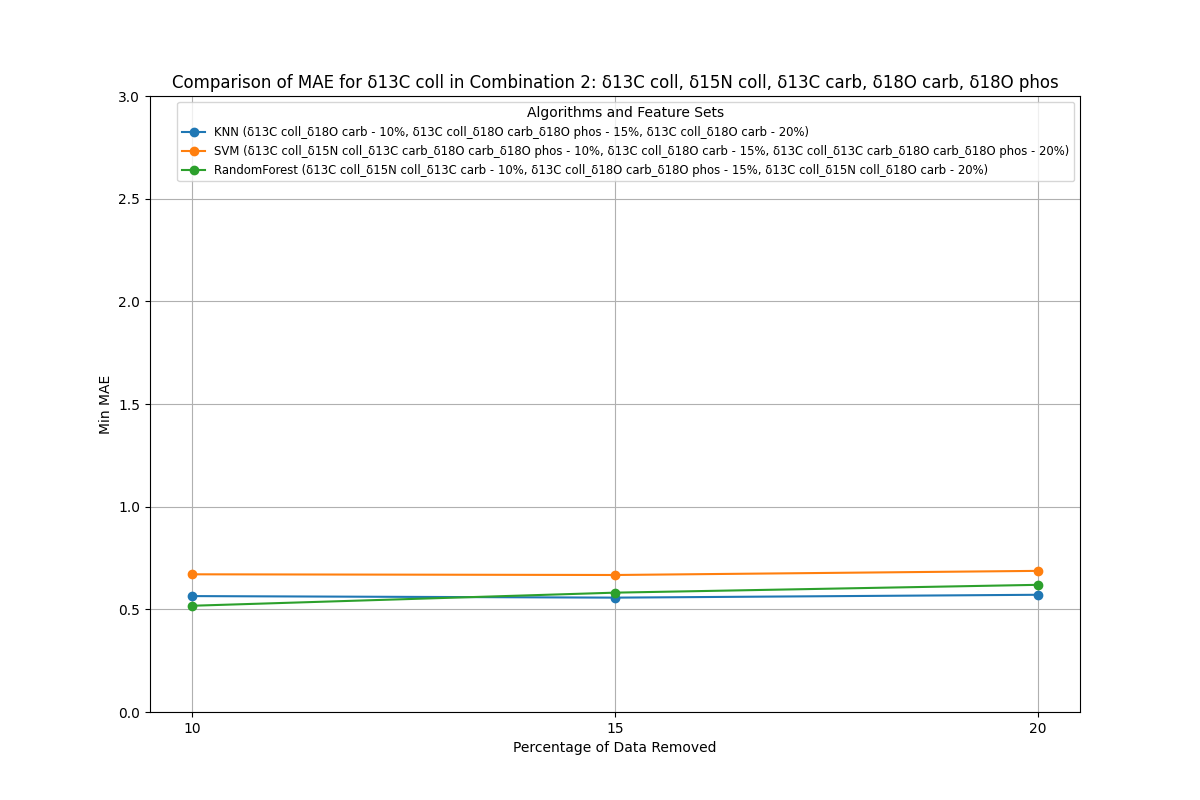 Comparison of MAE for δ13C coll in Combination 2: δ13C coll, δ15N coll, δ13C carb, δ18O carb, δ18O phos
3.0
Algorithms and Feature Sets
KNN (δ13C coll_δ18O carb - 10%, δ13C coll_δ18O carb_δ18O phos - 15%, δ13C coll_δ18O carb - 20%)
SVM (δ13C coll_δ15N coll_δ13C carb_δ18O carb_δ18O phos - 10%, δ13C coll_δ18O carb - 15%, δ13C coll_δ13C carb_δ18O carb_δ18O phos - 20%)
RandomForest (δ13C coll_δ15N coll_δ13C carb - 10%, δ13C coll_δ18O carb_δ18O phos - 15%, δ13C coll_δ15N coll_δ18O carb - 20%)
2.5
2.0
1.5
Min MAE
1.0
0.5
0.0
10 15 20
Percentage of Data Removed